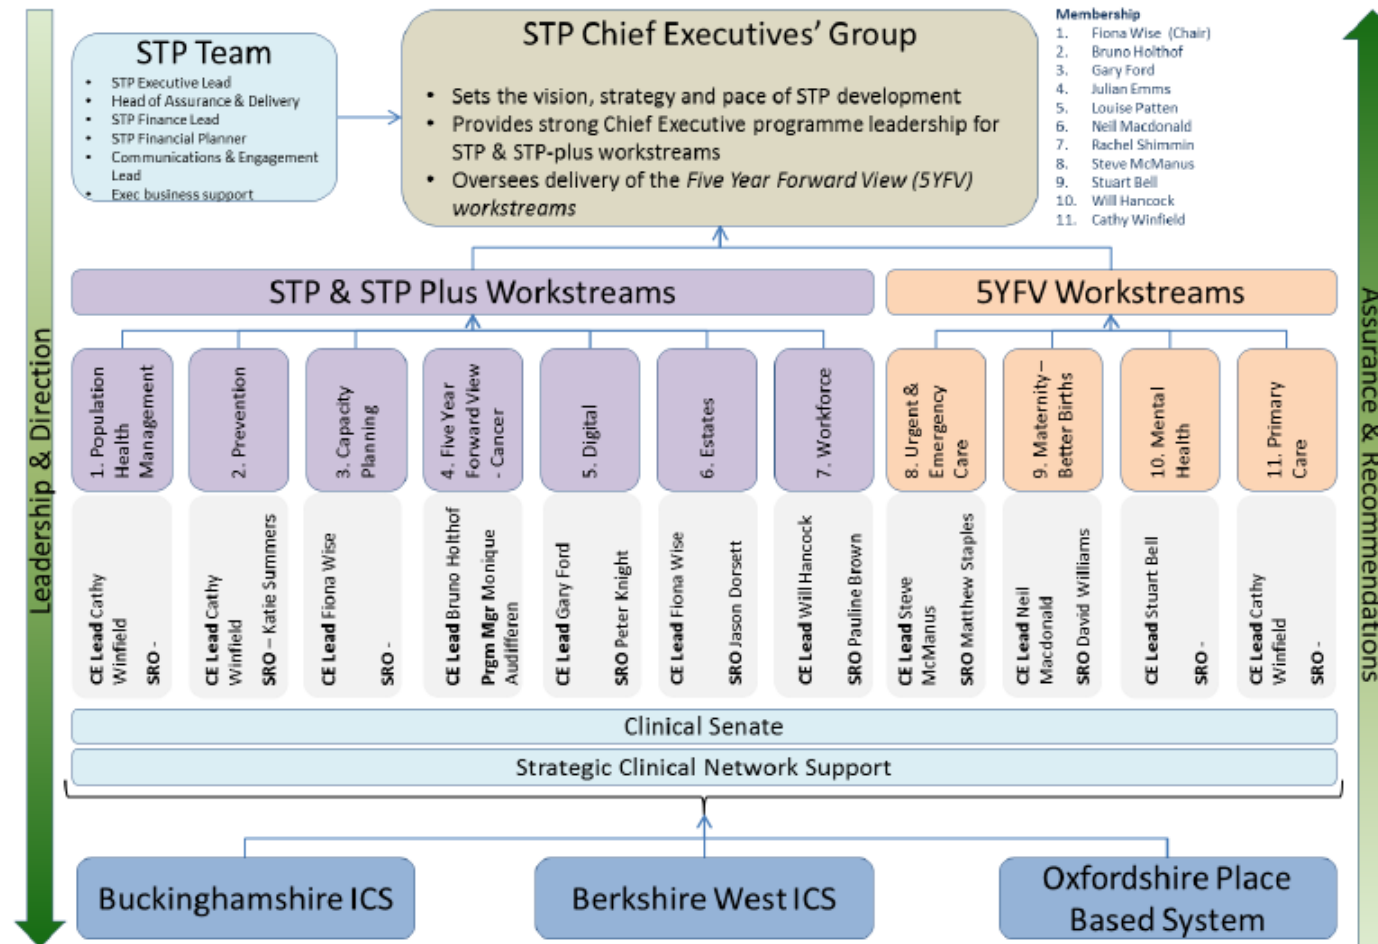 STP Team
• STP Executive Lead
• Head of Assurance & Delivery
• STP Finance Lead
• STP Financial Planner
• Communications & Engagement
Lead
• Exec business support
STP Chief Executives' Group
• Sets the vision, strategy and pace of STP development
• Provides strong Chief Executive programme leadership for
STP & STP-plus workstreams
• Oversees delivery of the Five Year Forward View (5YFV)
workstreams
Membership
1. Fiona Wise (Chair)
2. Bruno Holthof
3. Gary Ford
4. Julian Emms
5. Louise Patten
6. Neil Macdonald
7. Rachel Shimmin
8. Steve McManus
9. Stuart Bell
10. Will Hancock
11. Cathy Winfield
Leadership & Direction
Assurance & Recommendations
STP & STP Plus Workstreams
5YFV Workstreams
1. Population
Health
Management
2. Prevention
3. Capacity
Planning
4. Five Year
Forward View
- Cancer
5. Digital
6. Estates
7. Workforce
8. Urgent &
Emergency
Care
9. Maternity –
Better Births
10. Mental
Health
11. Primary
Care
CE Lead Cathy
Winfield
SRO -
CE Lead Cathy
Winfield
SRO – Katie Summers
CE Lead Fiona Wise
SRO -
CE Lead Bruno Holthof
Prgm Mgr Monique
Audifferen
CE Lead Gary Ford
SRO Peter Knight
CE Lead Fiona Wise
SRO Jason Dorsett
CE Lead Will Hancock
SRO Pauline Brown
CE Lead Steve
McManus
SRO Matthew Staples
CE Lead Neil
Macdonald
SRO David Williams
CE Lead Stuart Bell
SRO -
CE Lead Cathy
Winfield
SRO -
Clinical Senate
Strategic Clinical Network Support
Buckinghamshire ICS
Berkshire West ICS
Oxfordshire Place
Based System